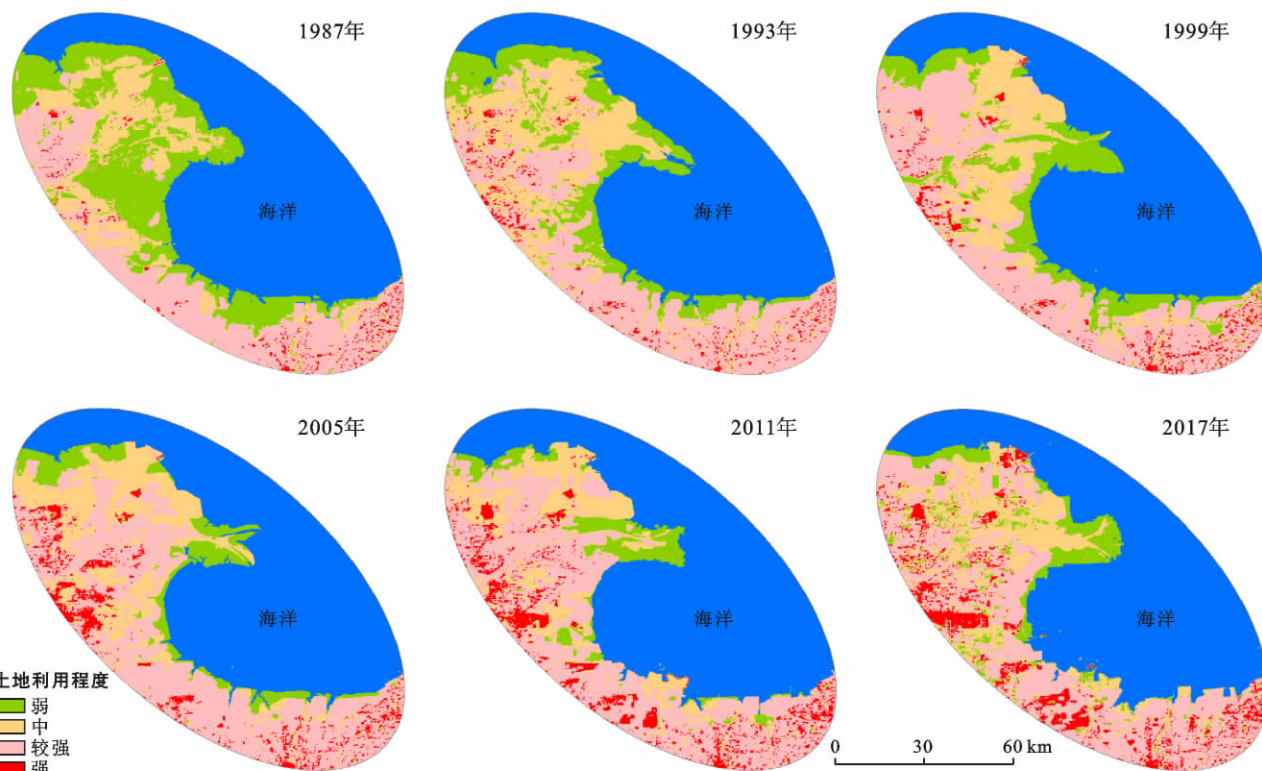 1987年
1993年
1999年
海洋
海洋
海洋
2005年
2011年
2017年
海洋
海洋
海洋
土地利用程度
弱
中
较强
强
0 30 60 km